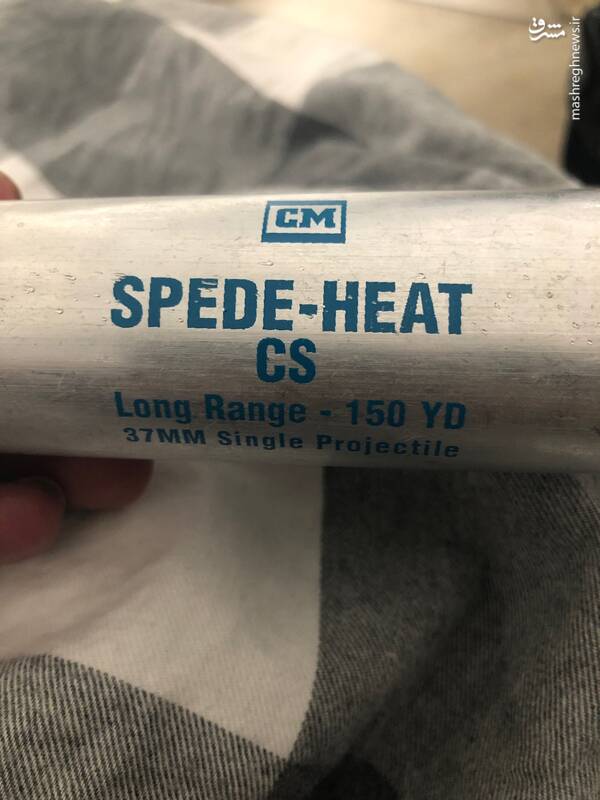 مشرق
mashreghnews.ir
CM
SPEDE-HEAT
CS
Long Range - 150 YD
37MM Single Projectile